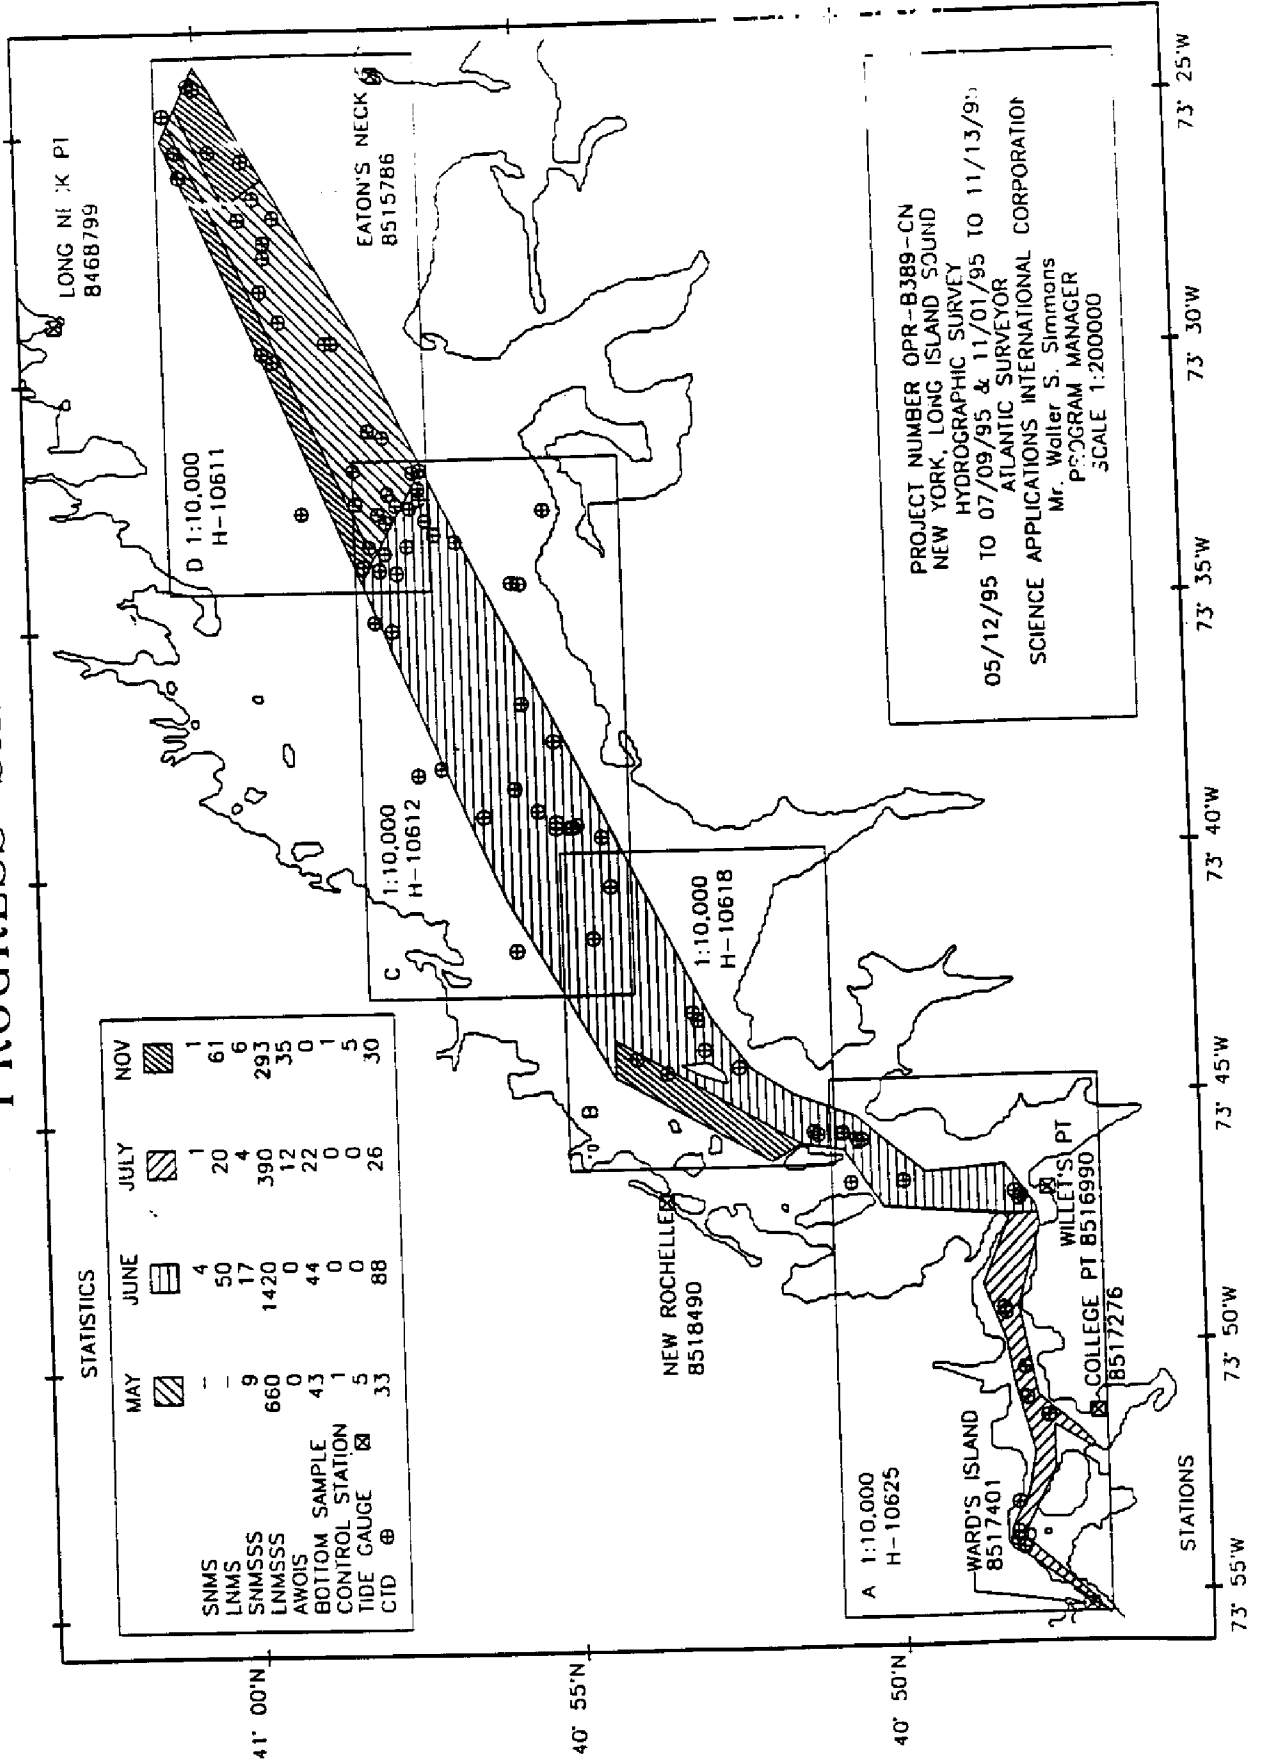 STATISTICS
MAY JUNE JULY NOV
SNMS – 4 1 1
LNMS – 50 20 61
SNMSSS 9 17 4 6
LNMSSS 660 1420 390 293
AWOIS 0 0 12 35
BOTTOM SAMPLE 43 44 22 0
CONTROL STATION 1 0 0 1
TIDE GAUGE 5 0 0 5
CTD 33 88 26 30
LONG NECK PT
8468799
D 1:10,000
H-10611
EATON'S NECK
8515786
C
1:10,000
H-10612
B
1:10,000
H-10618
NEW ROCHELLE
8518490
A 1:10,000
H-10625
WARD'S ISLAND
8517401
WILLET'S PT
8516990
COLLEGE PT
8517276
STATIONS
PROJECT NUMBER OPR-B389-CN
NEW YORK, LONG ISLAND SOUND
HYDROGRAPHIC SURVEY
05/12/95 TO 07/09/95 & 11/01/95 TO 11/13/95
ATLANTIC SURVEYOR
SCIENCE APPLICATIONS INTERNATIONAL CORPORATION
Mr. Walter S. Simmons
PROGRAM MANAGER
SCALE 1:200000
41° 00'N
40° 55'N
40° 50'N
73° 55'W
73° 50'W
73° 45'W
73° 40'W
73° 35'W
73° 30'W
73° 25'W